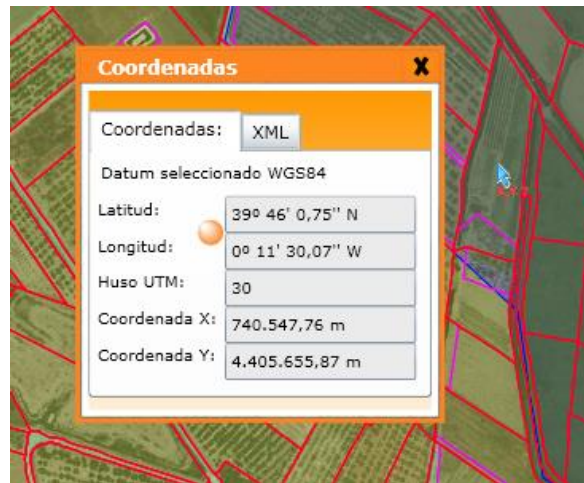 Coordenadas X
Coordenadas: XML
Datum seleccionado WGS84
Latitud: 39º 46' 0,75'' N
Longitud: 0º 11' 30,07'' W
Huso UTM: 30
Coordenada X: 740.547,76 m
Coordenada Y: 4.405.655,87 m